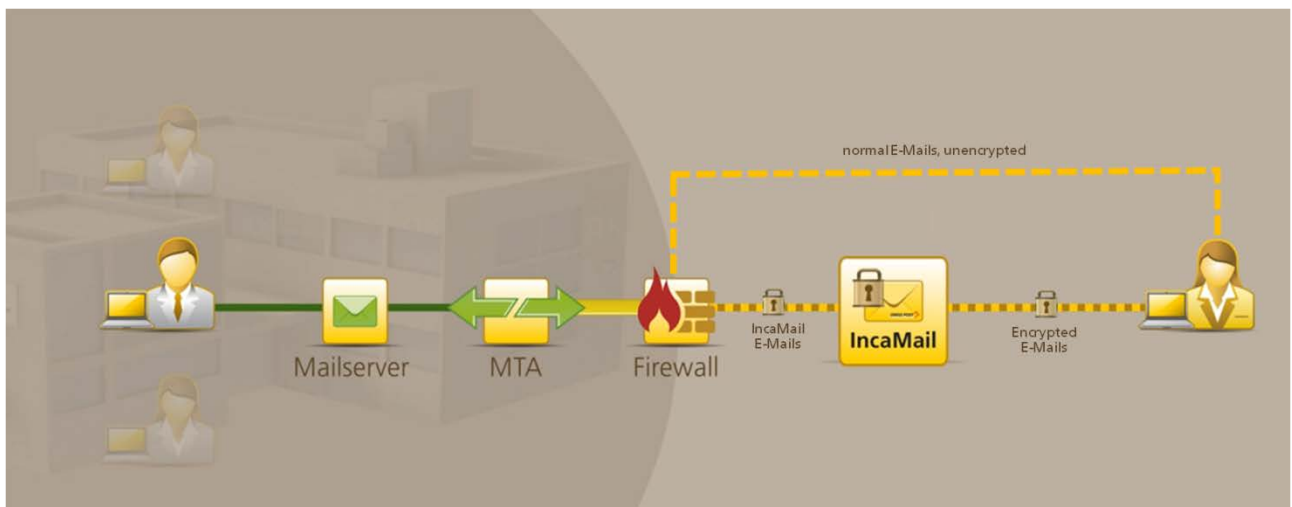 normal E-Mails, unencrypted
IncaMail
E-Mails
IncaMail
Encrypted
E-Mails
Mailserver
MTA
Firewall